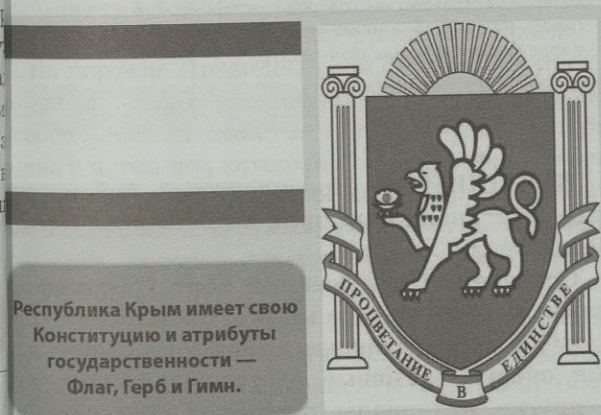 Республика Крым имеет свою
Конституцию и атрибуты
государственности —
Флаг, Герб и Гимн.
ПРОЦВЕТАНИЕ В ЕДИНСТВЕ